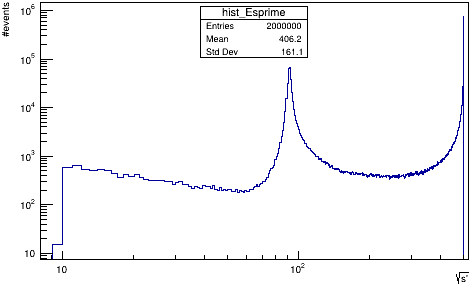 #events
hist_Esprime
Entries 2000000
Mean 406.2
Std Dev 161.1
10⁶
10⁵
10⁴
10³
10²
10
10
10²
√s'